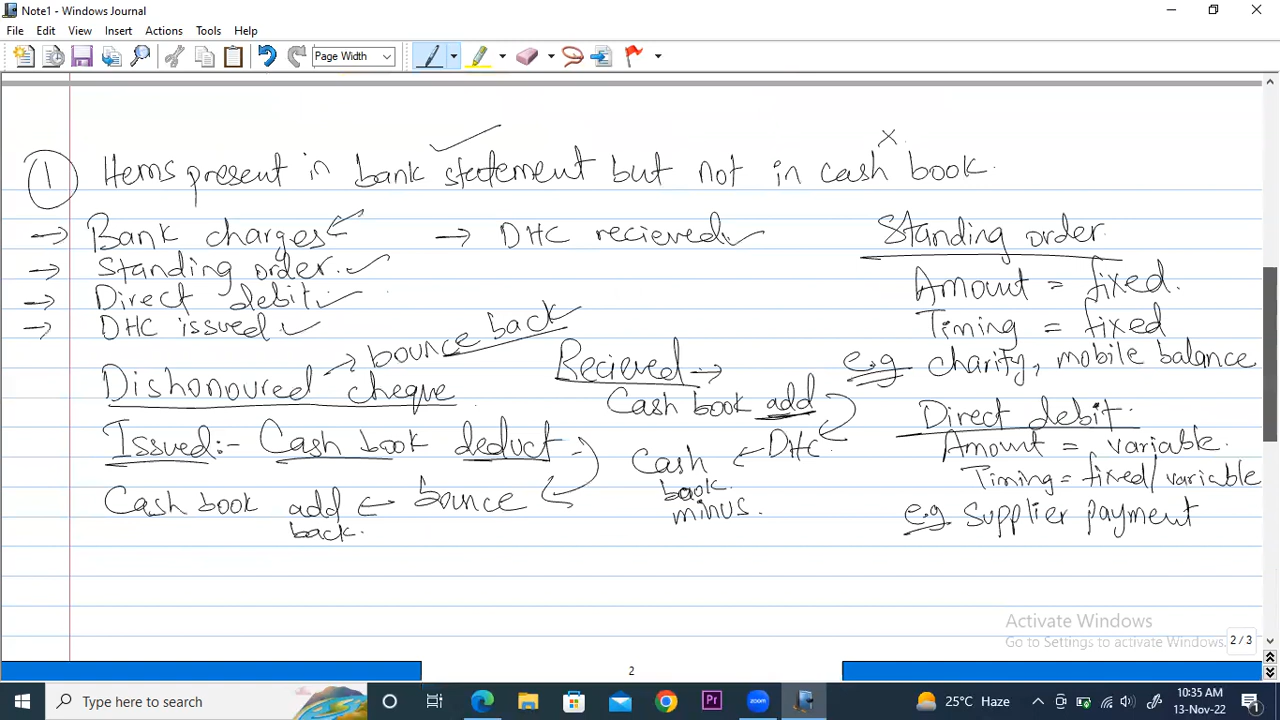 Note1 - Windows Journal
File Edit View Insert Actions Tools Help
Page Width
① Items present in bank statement but not in cash book.
→ Bank charges
→ Standing order.
→ Direct debit
→ DHC issued
→ DHC recieved
Dishonoured cheque → bounce back
Issued:- Cash book deduct
Cash book add back. ← bounce
Recieved →
Cash book add
Cash book minus. ← DHC
Standing order.
Amount = fixed.
Timing = fixed
e.g charity, mobile balance
Direct debit.
Amount = variable.
Timing = fixed/variable
e.g supplier payment
Activate Windows
Go to Settings to activate Windows.
2 / 3
2
Type here to search
Pr
zoom
25°C Haze
10:35 AM
13-Nov-22
1